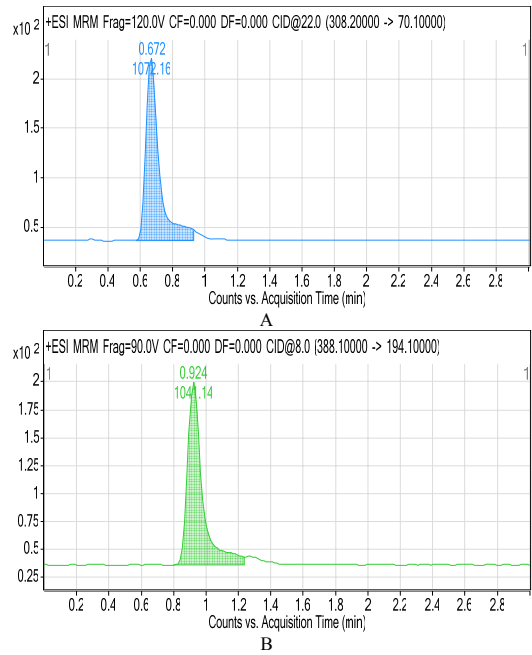 +ESI MRM Frag=120.0V CF=0.000 DF=0.000 CID@22.0 (308.20000 -> 70.10000)
x10 2
1 1
0.672
1072.16
2
1.5
1
0.5
0.2 0.4 0.6 0.8 1 1.2 1.4 1.6 1.8 2 2.2 2.4 2.6 2.8
Counts vs. Acquisition Time (min)
A
+ESI MRM Frag=90.0V CF=0.000 DF=0.000 CID@8.0 (388.10000 -> 194.10000)
x10 2
1 1
0.924
2
1.75
1.5
1.25
1
0.75
0.5
0.25
0.2 0.4 0.6 0.8 1 1.2 1.4 1.6 1.8 2 2.2 2.4 2.6 2.8
Counts vs. Acquisition Time (min)
B